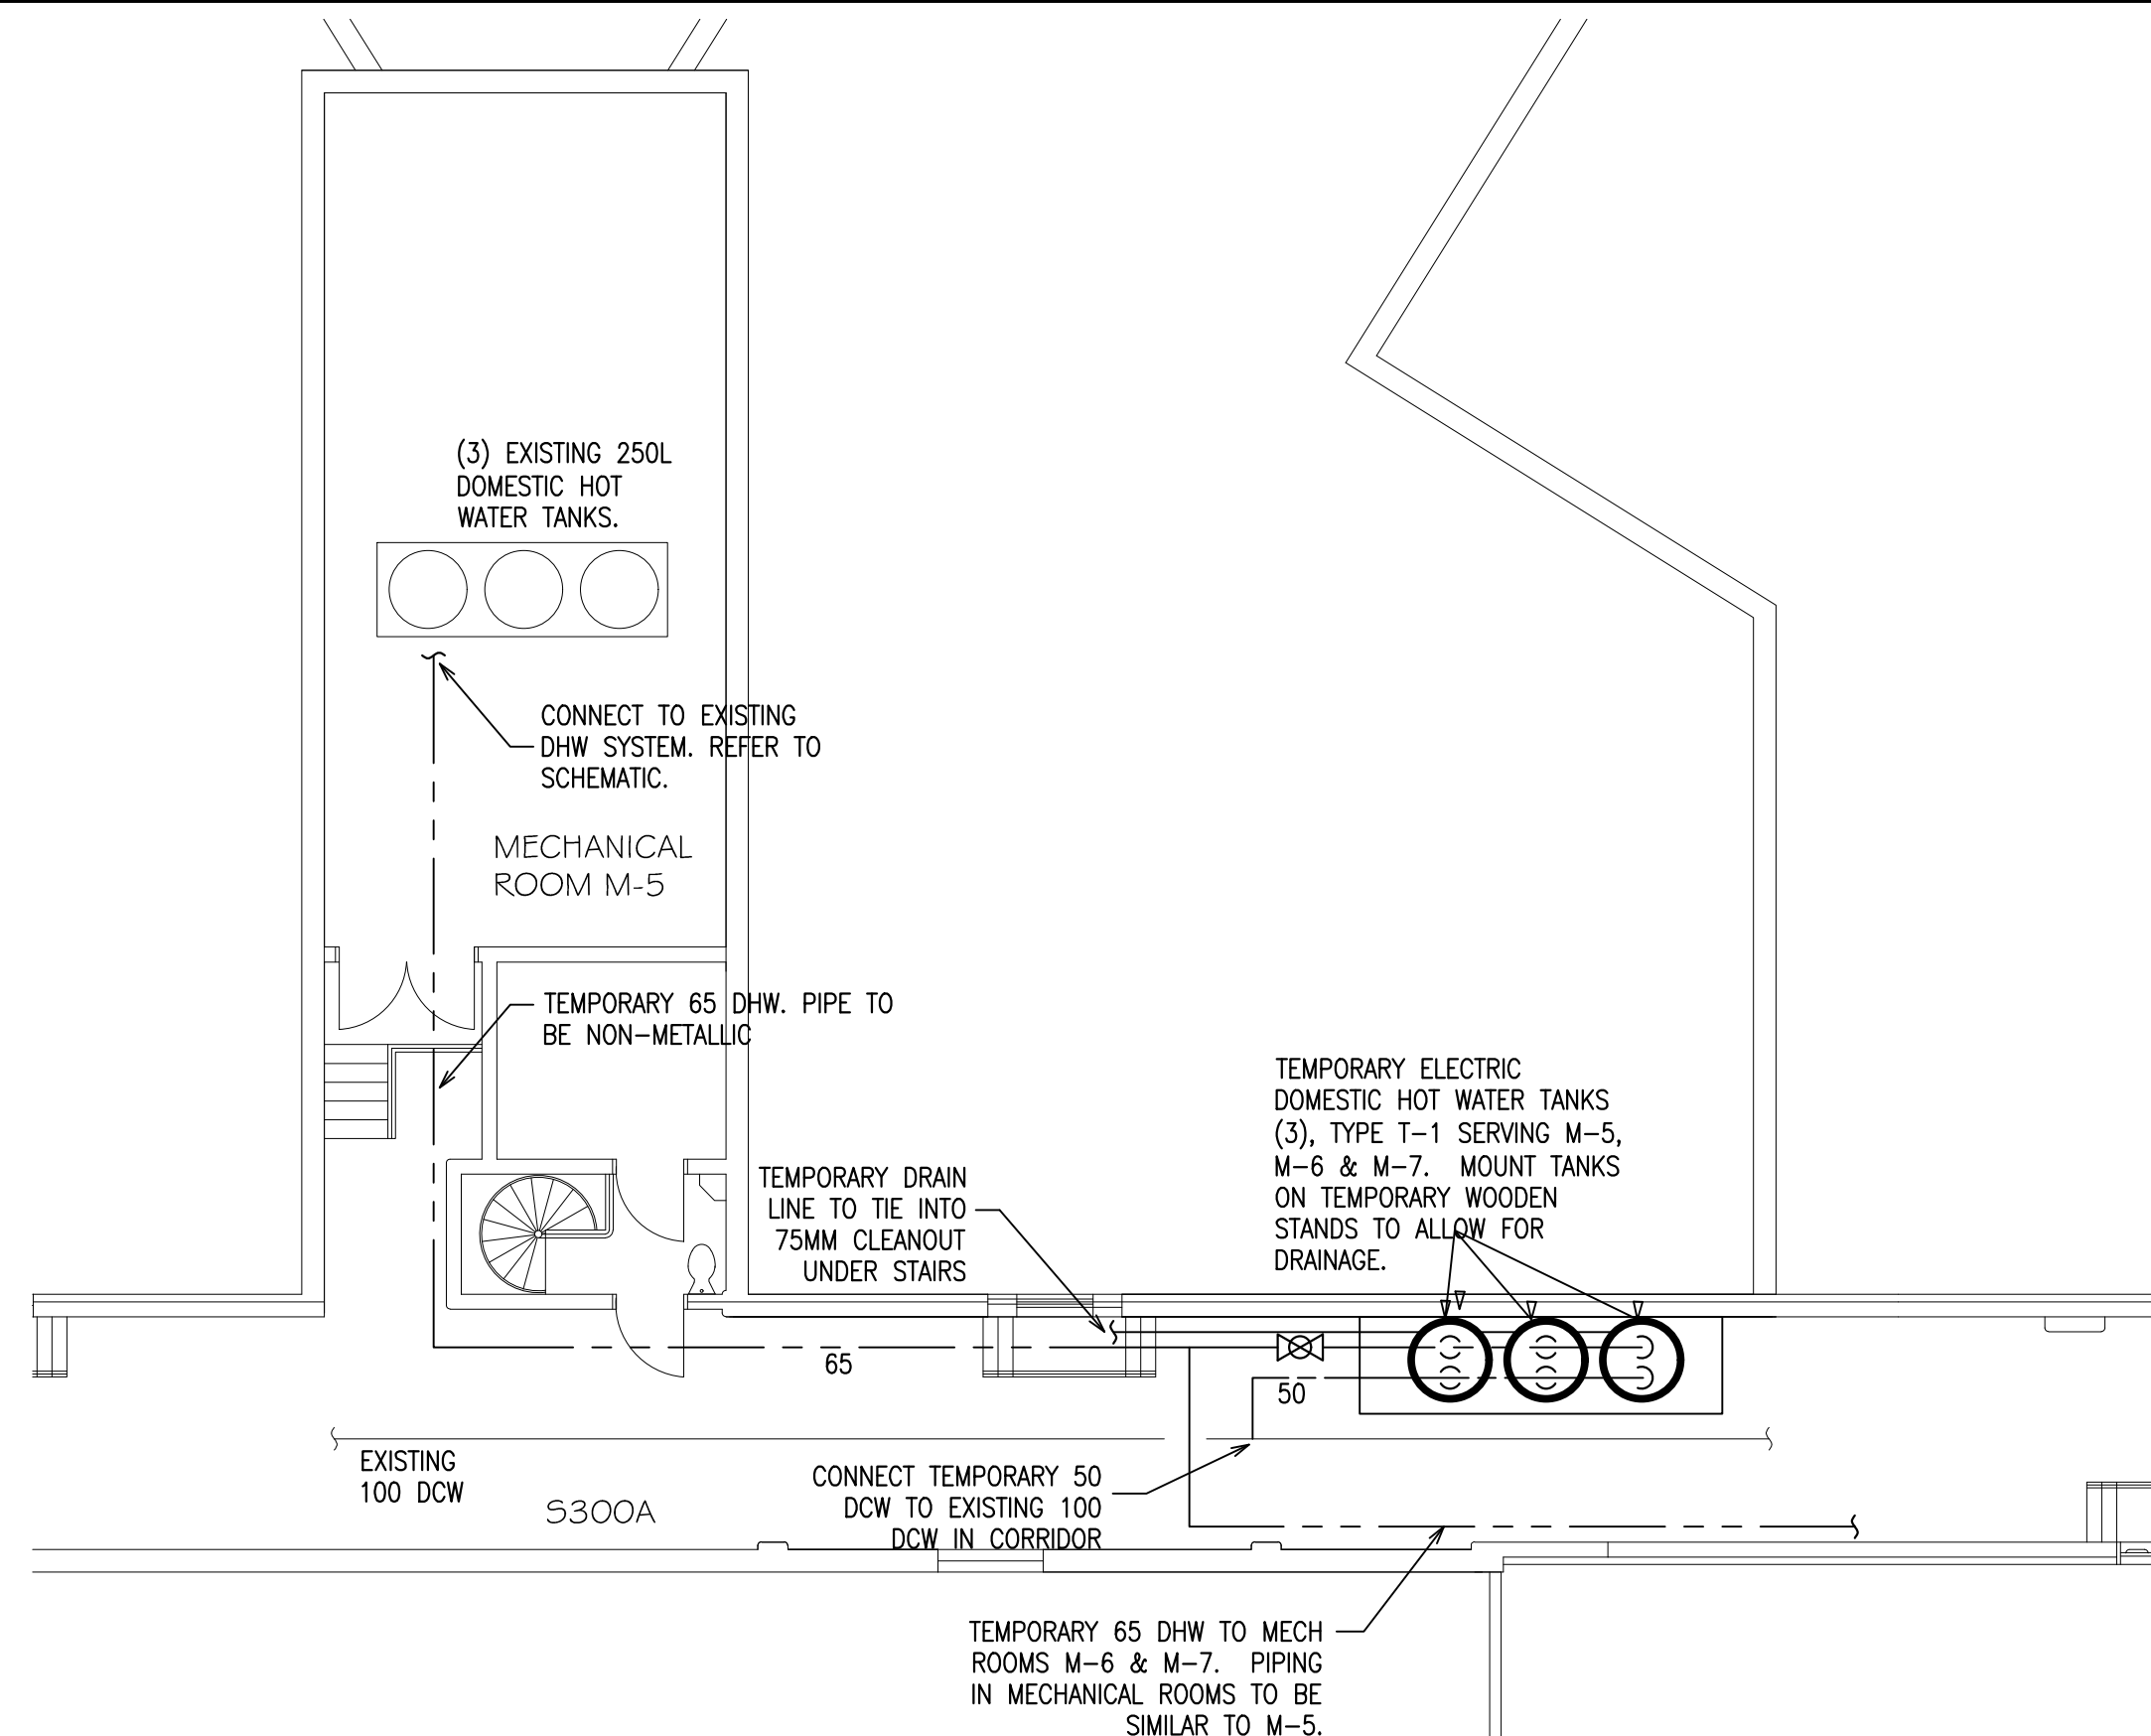 (3) EXISTING 250L
DOMESTIC HOT
WATER TANKS.
CONNECT TO EXISTING
DHW SYSTEM. REFER TO
SCHEMATIC.
MECHANICAL
ROOM M-5
TEMPORARY 65 DHW. PIPE TO
BE NON-METALLIC
TEMPORARY ELECTRIC
DOMESTIC HOT WATER TANKS
(3), TYPE T-1 SERVING M-5,
M-6 & M-7. MOUNT TANKS
ON TEMPORARY WOODEN
STANDS TO ALLOW FOR
DRAINAGE.
TEMPORARY DRAIN
LINE TO TIE INTO
75MM CLEANOUT
UNDER STAIRS
65
50
EXISTING
100 DCW
S300A
CONNECT TEMPORARY 50
DCW TO EXISTING 100
DCW IN CORRIDOR
TEMPORARY 65 DHW TO MECH
ROOMS M-6 & M-7. PIPING
IN MECHANICAL ROOMS TO BE
SIMILAR TO M-5.